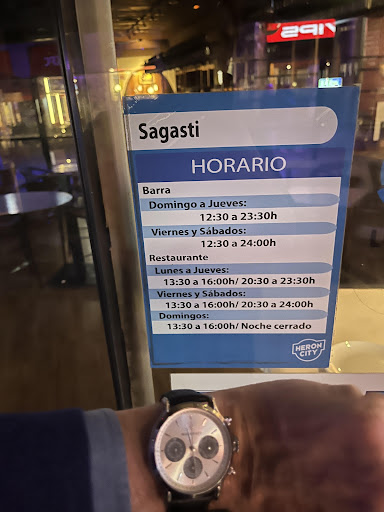 VIPS
Sagasti
HORARIO
Barra
Domingo a Jueves:
12:30 a 23:30h
Viernes y Sábados:
12:30 a 24:00h
Restaurante
Lunes a Jueves:
13:30 a 16:00h/ 20:30 a 23:30h
Viernes y Sábados:
13:30 a 16:00h/ 20:30 a 24:00h
Domingos:
13:30 a 16:00h/ Noche cerrado
HERON
CITY